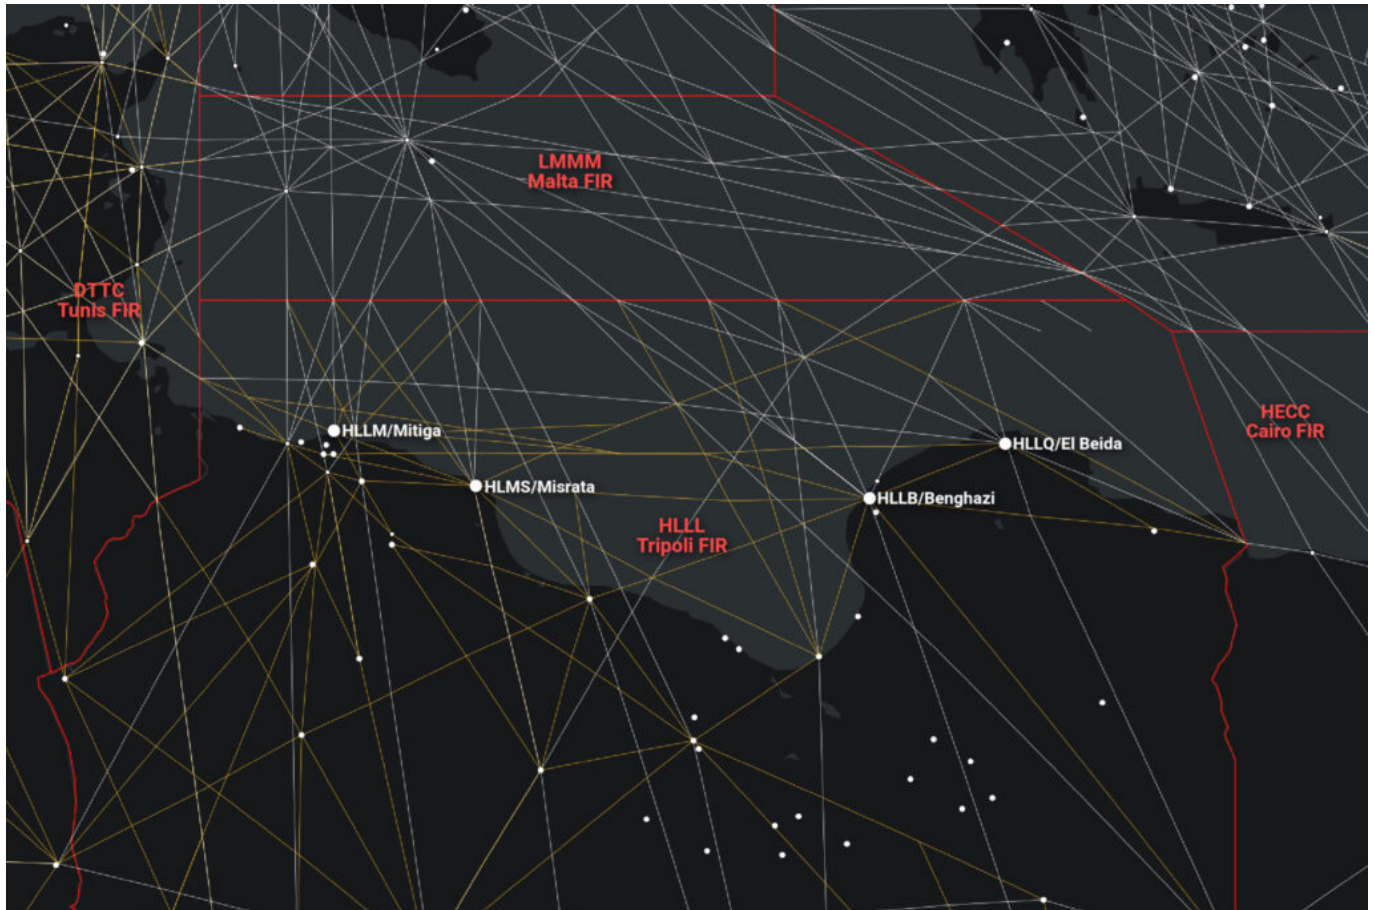 LMMM
Malta FIR
DTTC
Tunis FIR
HECC
Cairo FIR
HLLM/Mitiga
HLLQ/El Beida
HLMS/Misrata
HLLB/Benghazi
HLLL
Tripoli FIR